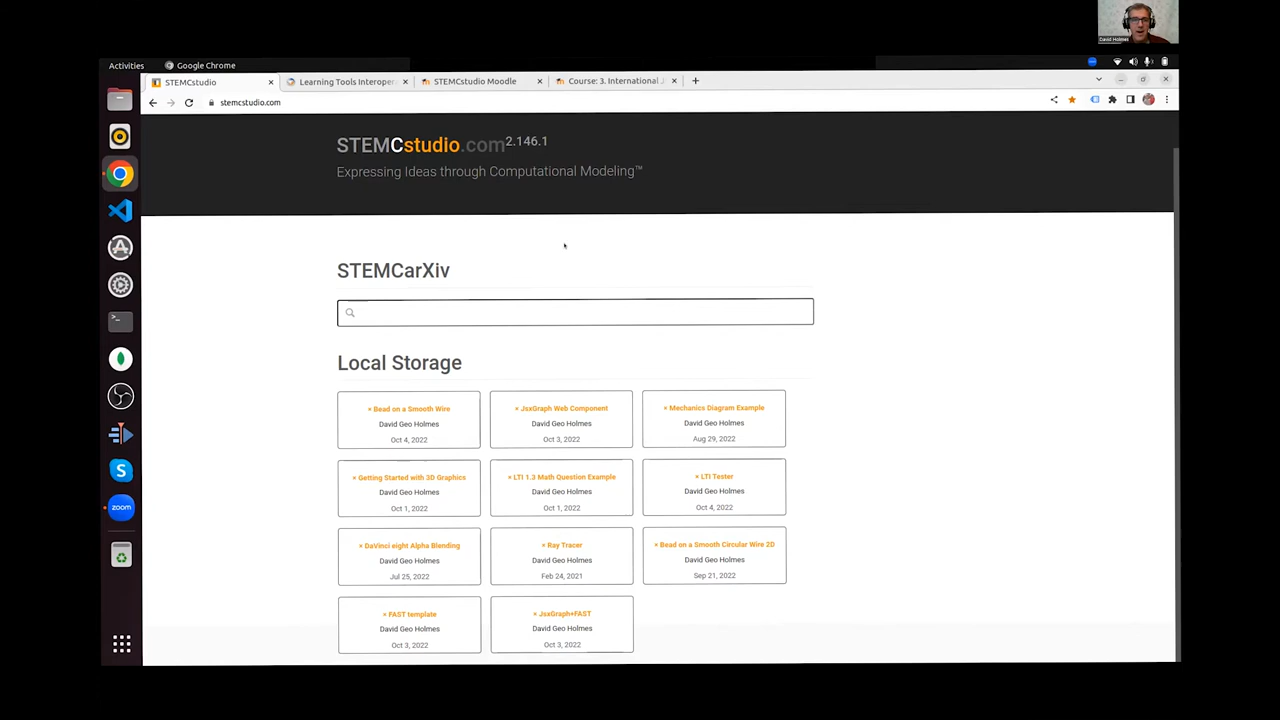 David Holmes
Activities
Google Chrome
STEMCstudio
Learning Tools Interoper
STEMCstudio Moodle
Course: 3. International J
stemcstudio.com
STEMCstudio.com2.146.1
Expressing Ideas through Computational Modeling™
STEMCarXiv
Local Storage
× Bead on a Smooth Wire
David Geo Holmes
Oct 4, 2022
× JsxGraph Web Component
David Geo Holmes
Oct 3, 2022
× Mechanics Diagram Example
David Geo Holmes
Aug 29, 2022
× Getting Started with 3D Graphics
David Geo Holmes
Oct 1, 2022
× LTI 1.3 Math Question Example
David Geo Holmes
Oct 1, 2022
× LTI Tester
David Geo Holmes
Oct 4, 2022
× DaVinci eight Alpha Blending
David Geo Holmes
Jul 25, 2022
× Ray Tracer
David Geo Holmes
Feb 24, 2021
× Bead on a Smooth Circular Wire 2D
David Geo Holmes
Sep 21, 2022
× FAST template
David Geo Holmes
Oct 3, 2022
× JsxGraph+FAST
David Geo Holmes
Oct 3, 2022
zoom